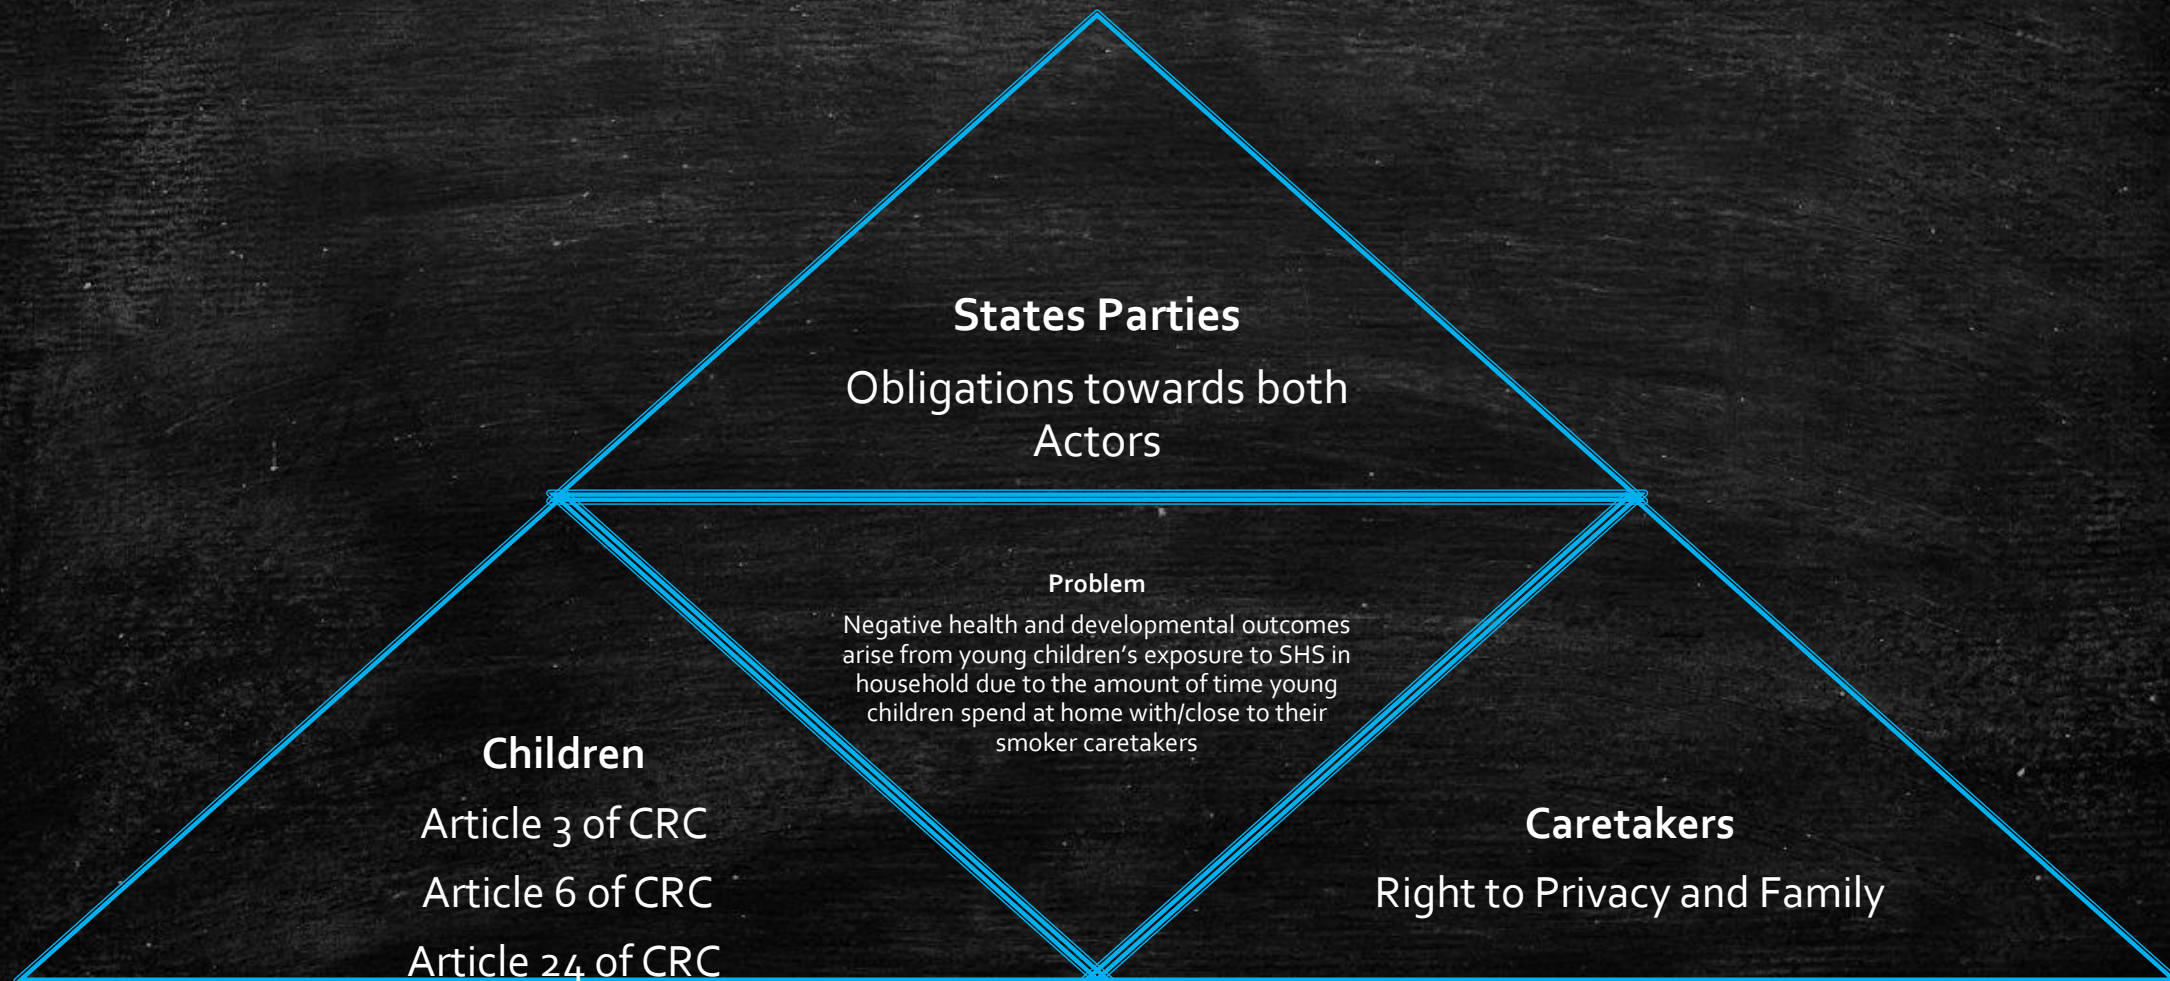 States Parties
Obligations towards both
Actors
Problem
Negative health and developmental outcomes
arise from young children’s exposure to SHS in
household due to the amount of time young
children spend at home with/close to their
smoker caretakers
Children
Article 3 of CRC
Article 6 of CRC
Article 24 of CRC
Caretakers
Right to Privacy and Family